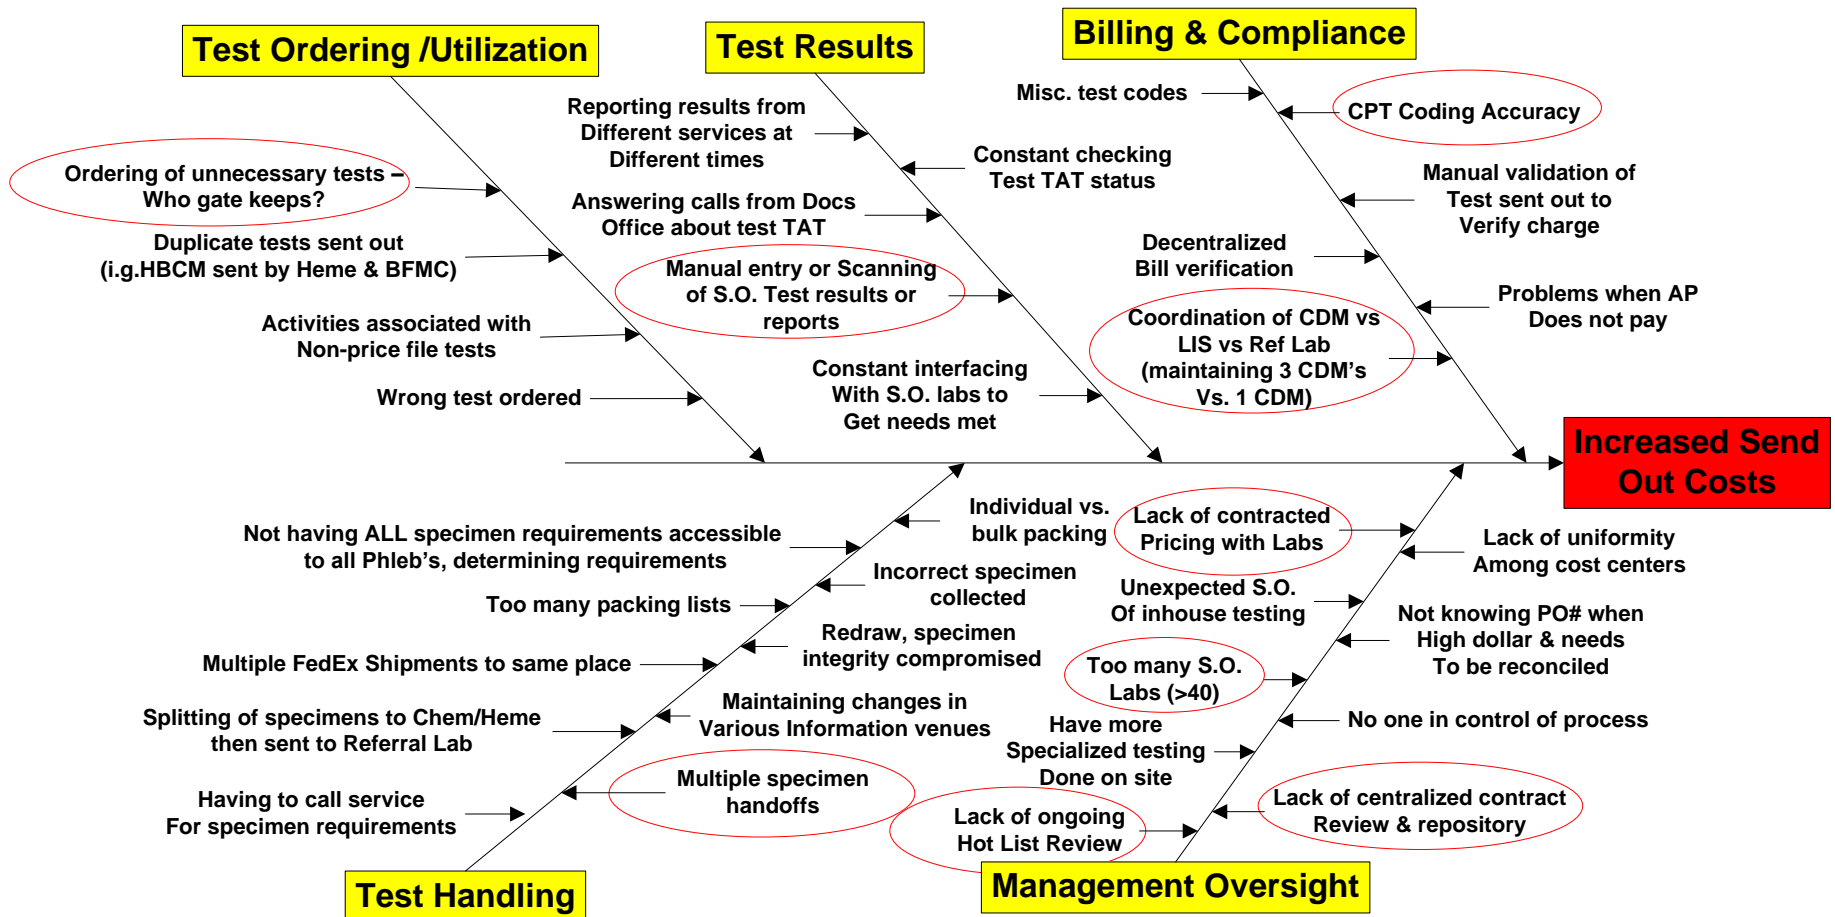 Test Ordering /Utilization
Ordering of unnecessary tests –
Who gate keeps?
Duplicate tests sent out
(i.g.HBCM sent by Heme & BFMC)
Activities associated with
Non-price file tests
Wrong test ordered
Test Results
Reporting results from
Different services at
Different times
Constant checking
Test TAT status
Answering calls from Docs
Office about test TAT
Manual entry or Scanning
of S.O. Test results or
reports
Constant interfacing
With S.O. labs to
Get needs met
Billing & Compliance
Misc. test codes
CPT Coding Accuracy
Manual validation of
Test sent out to
Verify charge
Decentralized
Bill verification
Problems when AP
Does not pay
Coordination of CDM vs
LIS vs Ref Lab
(maintaining 3 CDM's
Vs. 1 CDM)
Increased Send
Out Costs
Individual vs.
bulk packing
Not having ALL specimen requirements accessible
to all Phleb's, determining requirements
Incorrect specimen
collected
Too many packing lists
Redraw, specimen
integrity compromised
Multiple FedEx Shipments to same place
Maintaining changes in
Various Information venues
Splitting of specimens to Chem/Heme
then sent to Referral Lab
Multiple specimen
handoffs
Having to call service
For specimen requirements
Test Handling
Lack of contracted
Pricing with Labs
Lack of uniformity
Among cost centers
Unexpected S.O.
Of inhouse testing
Not knowing PO# when
High dollar & needs
To be reconciled
Too many S.O.
Labs (>40)
No one in control of process
Have more
Specialized testing
Done on site
Lack of centralized contract
Review & repository
Lack of ongoing
Hot List Review
Management Oversight